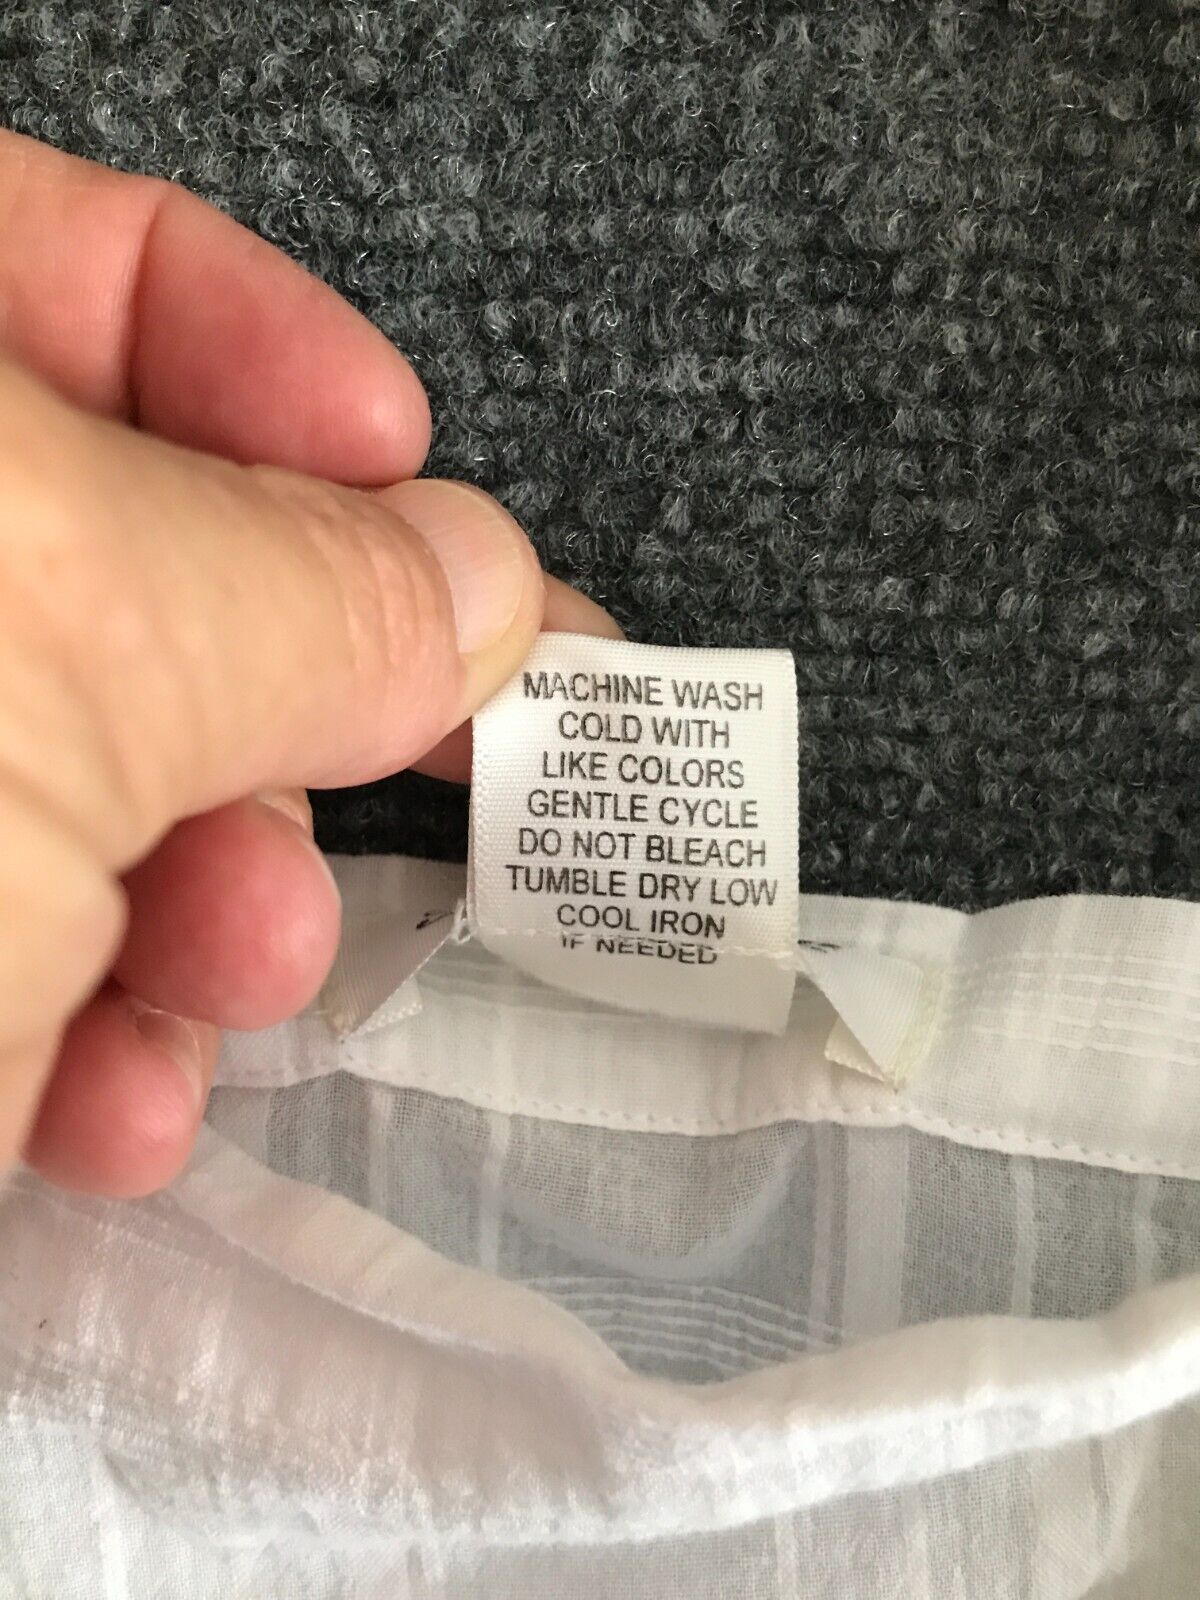 MACHINE WASH
COLD WITH
LIKE COLORS
GENTLE CYCLE
DO NOT BLEACH
TUMBLE DRY LOW
COOL IRON
IF NEEDED